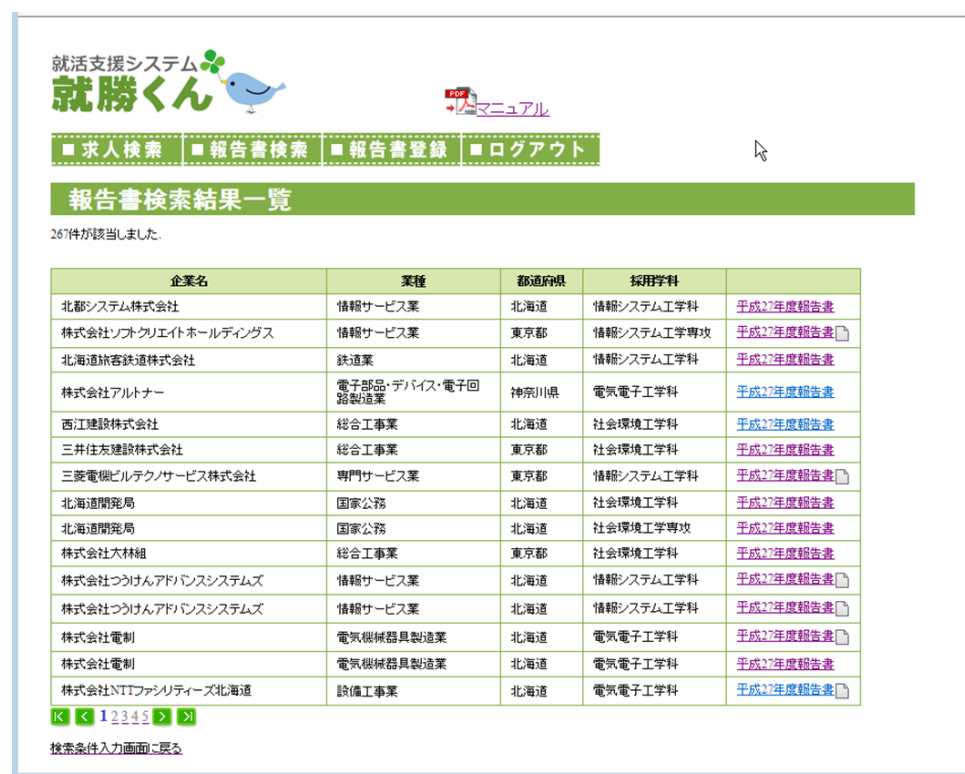 就活支援システム
就勝くん
PDF
マニュアル
■求人検索 ■報告書検索 ■報告書登録 ■ログアウト
報告書検索結果一覧
267件が該当しました.
企業名 業種 都道府県 採用学科
北都システム株式会社 情報サービス業 北海道 情報システム工学科 平成27年度報告書
株式会社ソフトクリエイトホールディングス 情報サービス業 東京都 情報システム工学専攻 平成27年度報告書
北海道旅客鉄道株式会社 鉄道業 北海道 情報システム工学科 平成27年度報告書
株式会社アルトナー 電子部品・デバイス・電子回 神奈川県 電気電子工学科 平成27年度報告書
路製造業
西江建設株式会社 総合工事業 北海道 社会環境工学科 平成27年度報告書
三井住友建設株式会社 総合工事業 東京都 社会環境工学科 平成27年度報告書
三菱電機ビルテクノサービス株式会社 専門サービス業 東京都 情報システム工学科 平成27年度報告書
北海道開発局 国家公務 北海道 社会環境工学科 平成27年度報告書
北海道開発局 国家公務 北海道 社会環境工学専攻 平成27年度報告書
株式会社大林組 総合工事業 東京都 社会環境工学科 平成27年度報告書
株式会社つうけんアドバンスシステムズ 情報サービス業 北海道 情報システム工学科 平成27年度報告書
株式会社つうけんアドバンスシステムズ 情報サービス業 北海道 情報システム工学科 平成27年度報告書
株式会社電制 電気機械器具製造業 北海道 電気電子工学科 平成27年度報告書
株式会社電制 電気機械器具製造業 北海道 電気電子工学科 平成27年度報告書
株式会社NTTファシリティーズ北海道 設備工事業 北海道 電気電子工学科 平成27年度報告書
1 2 3 4 5
検索条件入力画面に戻る